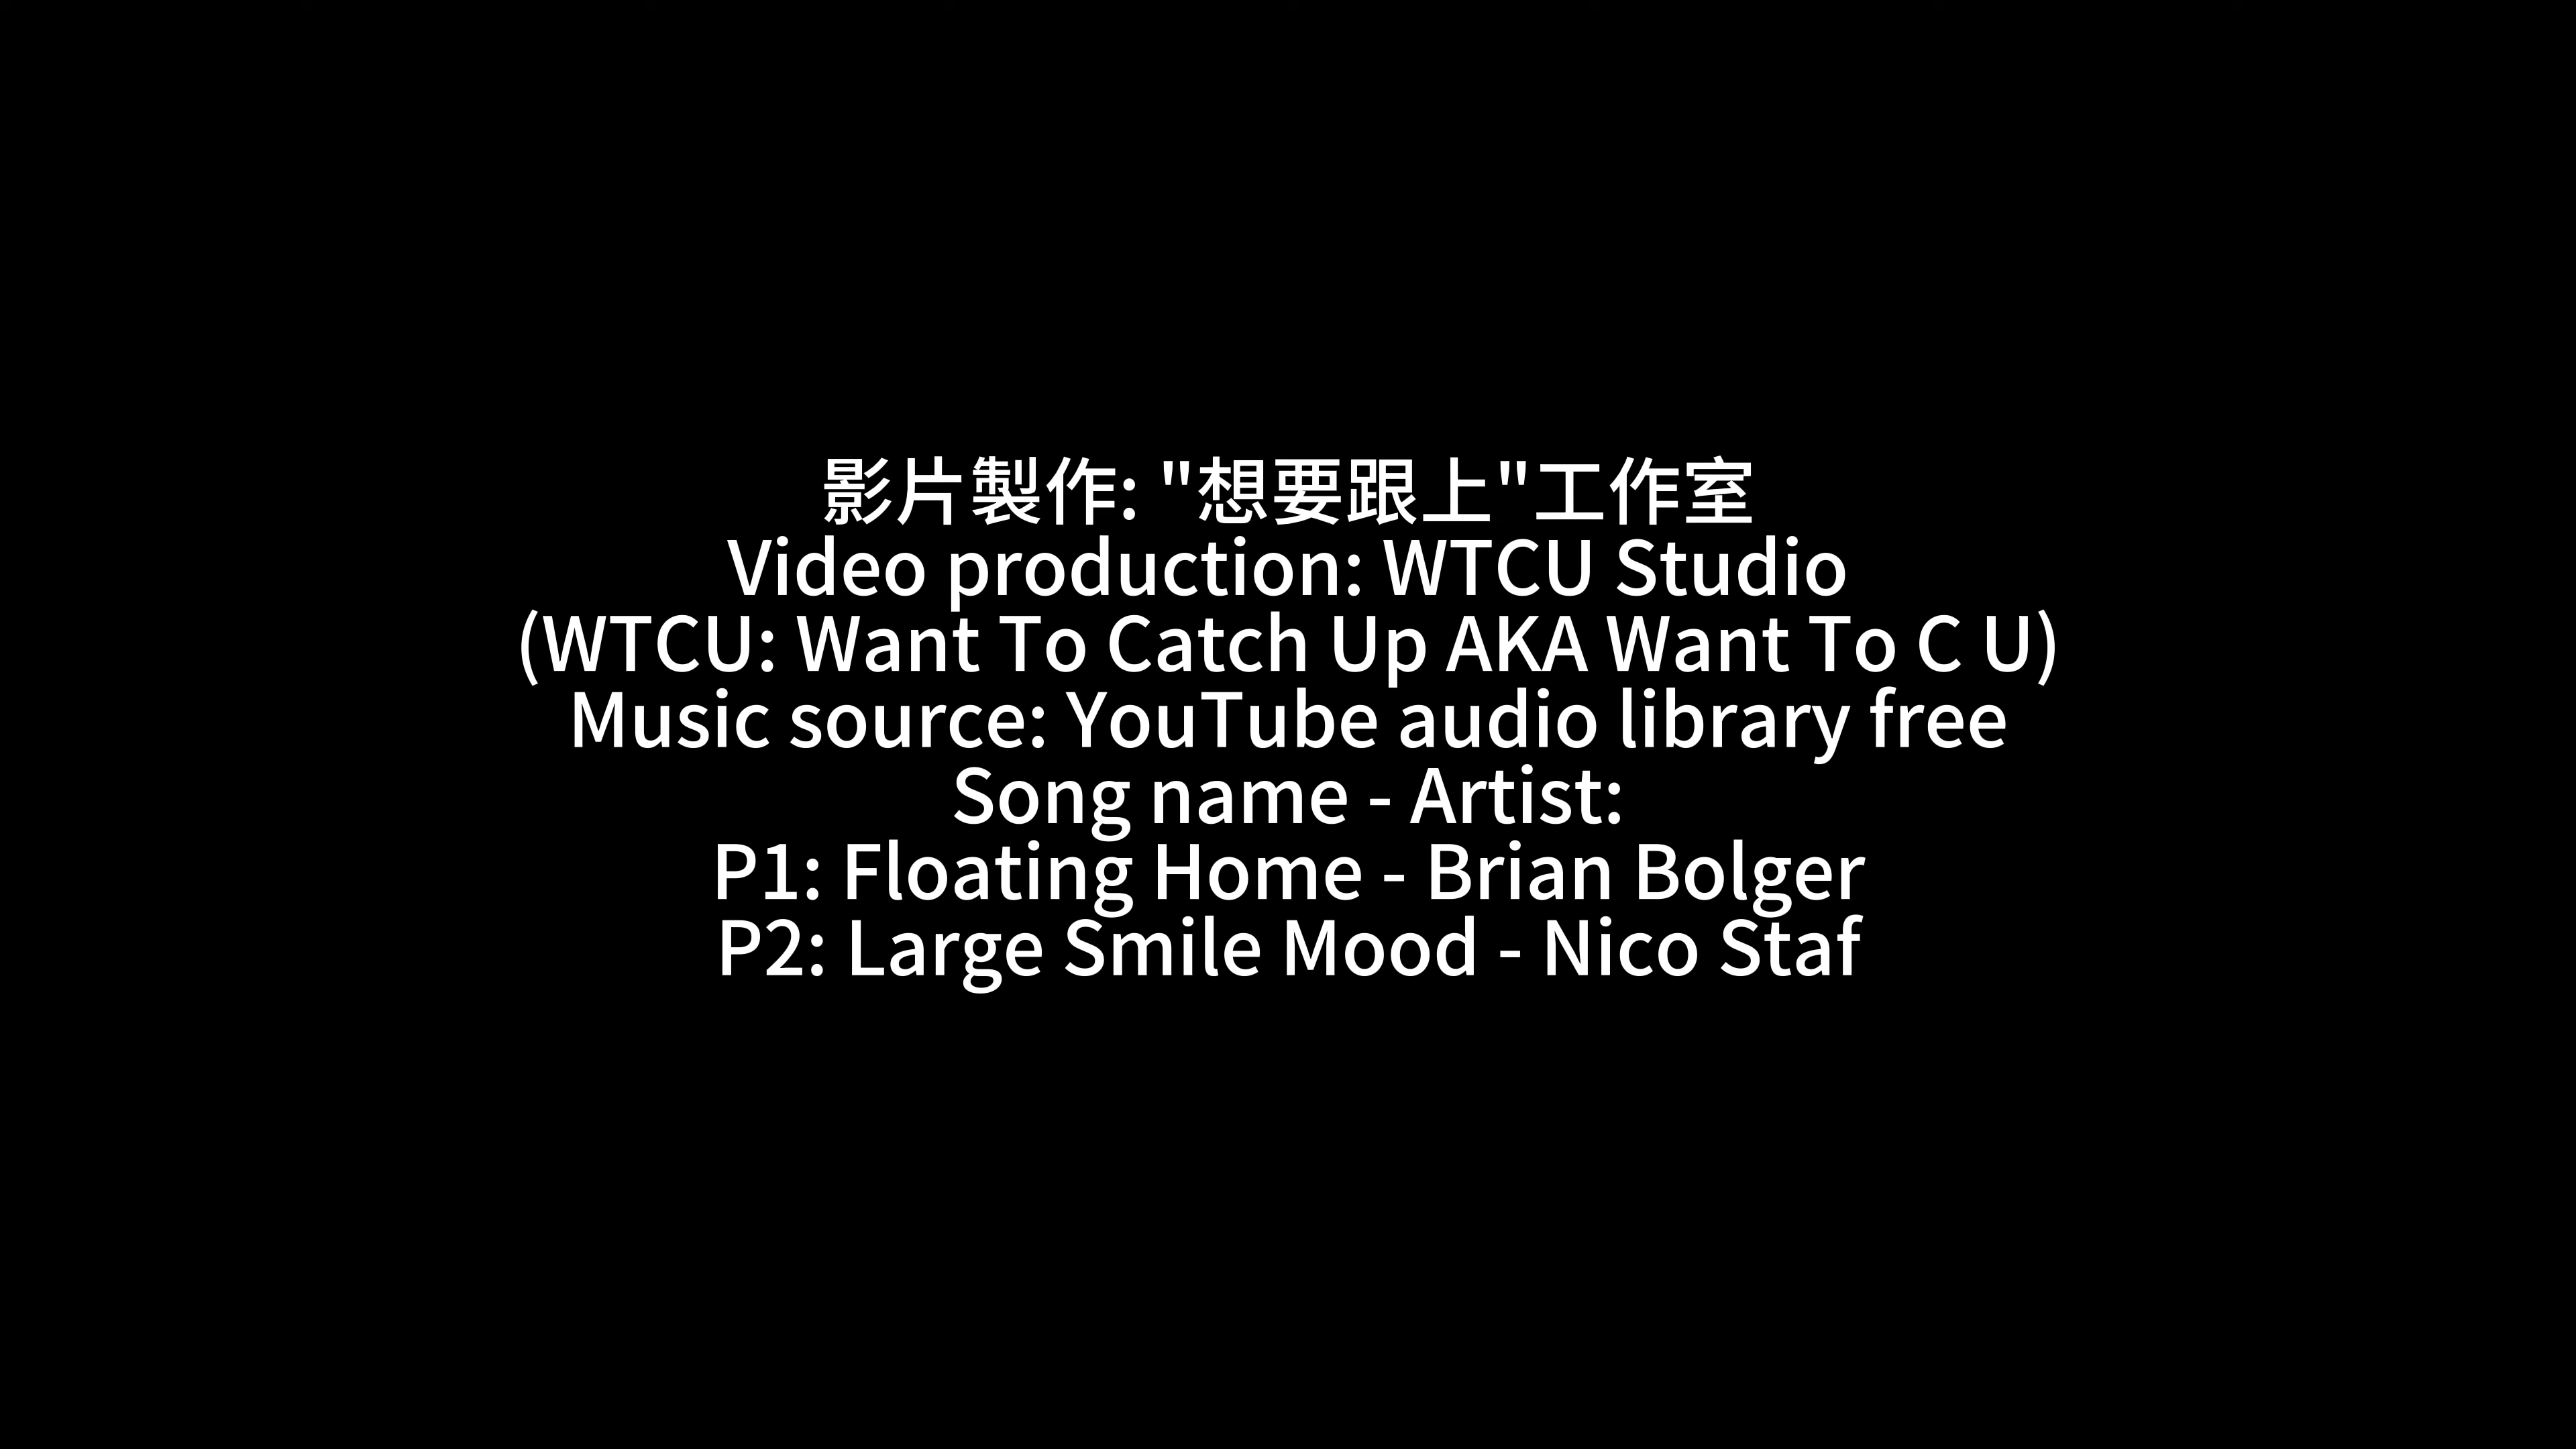 影片製作: "想要跟上"工作室
Video production: WTCU Studio
(WTCU: Want To Catch Up AKA Want To C U)
Music source: YouTube audio library free
Song name - Artist:
P1: Floating Home - Brian Bolger
P2: Large Smile Mood - Nico Staf